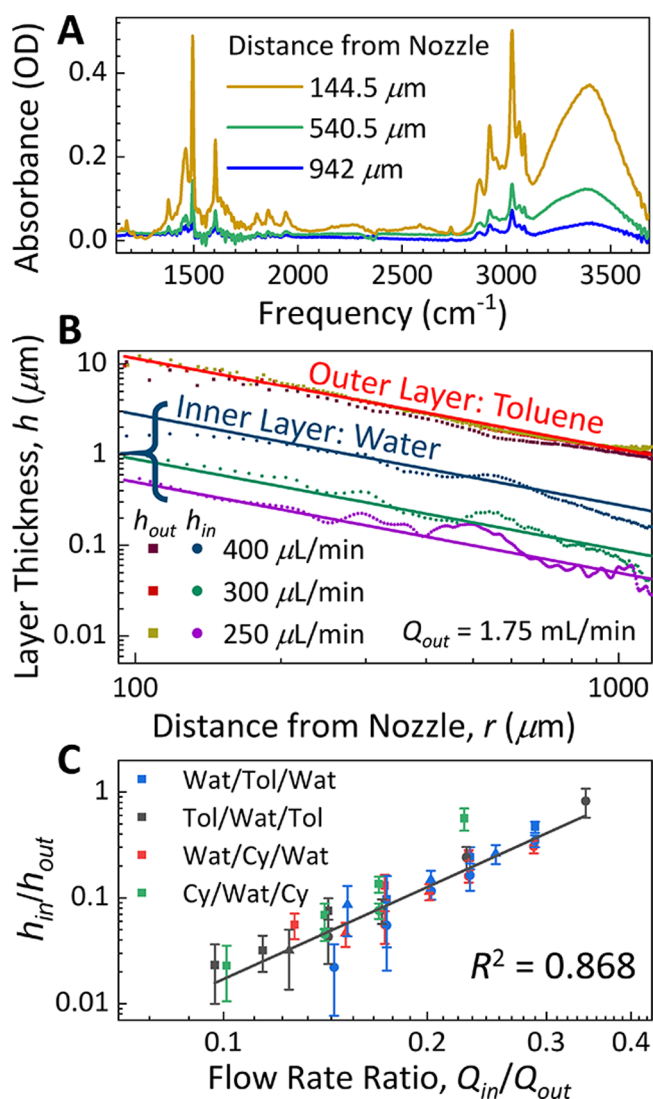 A
Absorbance (OD)
0.4
0.2
0.0
Distance from Nozzle
144.5 μm
540.5 μm
942 μm
1500 2000 2500 3000 3500
Frequency (cm⁻¹)
B
Layer Thickness, h (μm)
10
1
0.1
0.01
Outer Layer: Toluene
Inner Layer: Water
h_out h_in
400 μL/min
300 μL/min
250 μL/min
Q_out = 1.75 mL/min
100 1000
Distance from Nozzle, r (μm)
C
h_in/h_out
1
0.1
0.01
Wat/Tol/Wat
Tol/Wat/Tol
Wat/Cy/Wat
Cy/Wat/Cy
R² = 0.868
0.1 0.2 0.3 0.4
Flow Rate Ratio, Q_in/Q_out